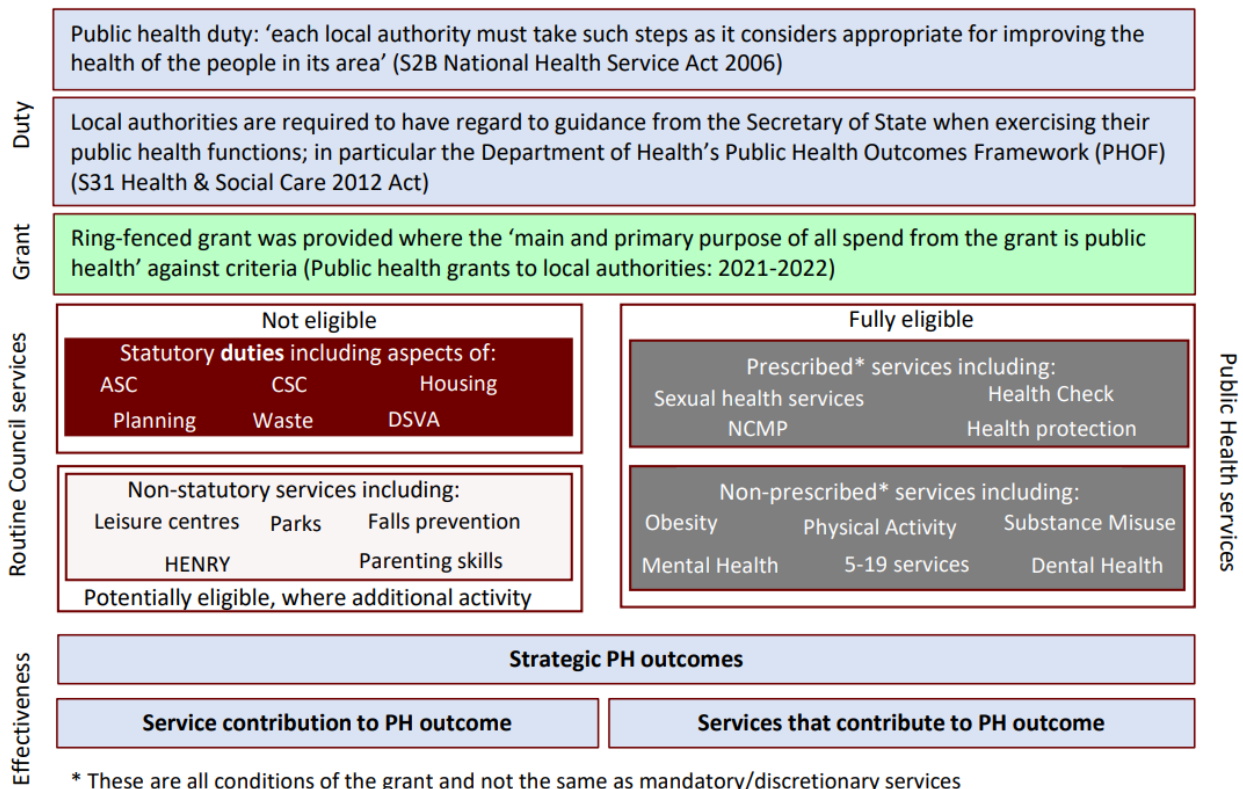 Public health duty: ‘each local authority must take such steps as it considers appropriate for improving the
health of the people in its area’ (S2B National Health Service Act 2006)
Duty
Local authorities are required to have regard to guidance from the Secretary of State when exercising their
public health functions; in particular the Department of Health’s Public Health Outcomes Framework (PHOF)
(S31 Health & Social Care 2012 Act)
Grant
Ring-fenced grant was provided where the ‘main and primary purpose of all spend from the grant is public
health’ against criteria (Public health grants to local authorities: 2021-2022)
Routine Council services
Not eligible
Statutory duties including aspects of:
ASC CSC Housing
Planning Waste DSVA
Non-statutory services including:
Leisure centres Parks Falls prevention
HENRY Parenting skills
Potentially eligible, where additional activity
Fully eligible
Prescribed* services including:
Sexual health services Health Check
NCMP Health protection
Non-prescribed* services including:
Obesity Physical Activity Substance Misuse
Mental Health 5-19 services Dental Health
Public Health services
Effectiveness
Strategic PH outcomes
Service contribution to PH outcome Services that contribute to PH outcome
* These are all conditions of the grant and not the same as mandatory/discretionary services